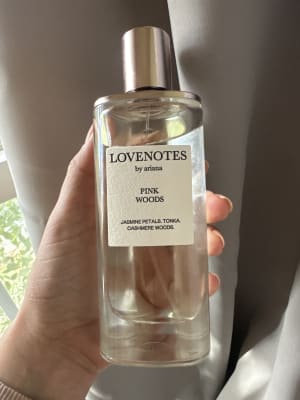 LOVENOTES
by ariana
PINK
WOODS
JASMINE PETALS. TONKA.
CASHMERE WOODS.